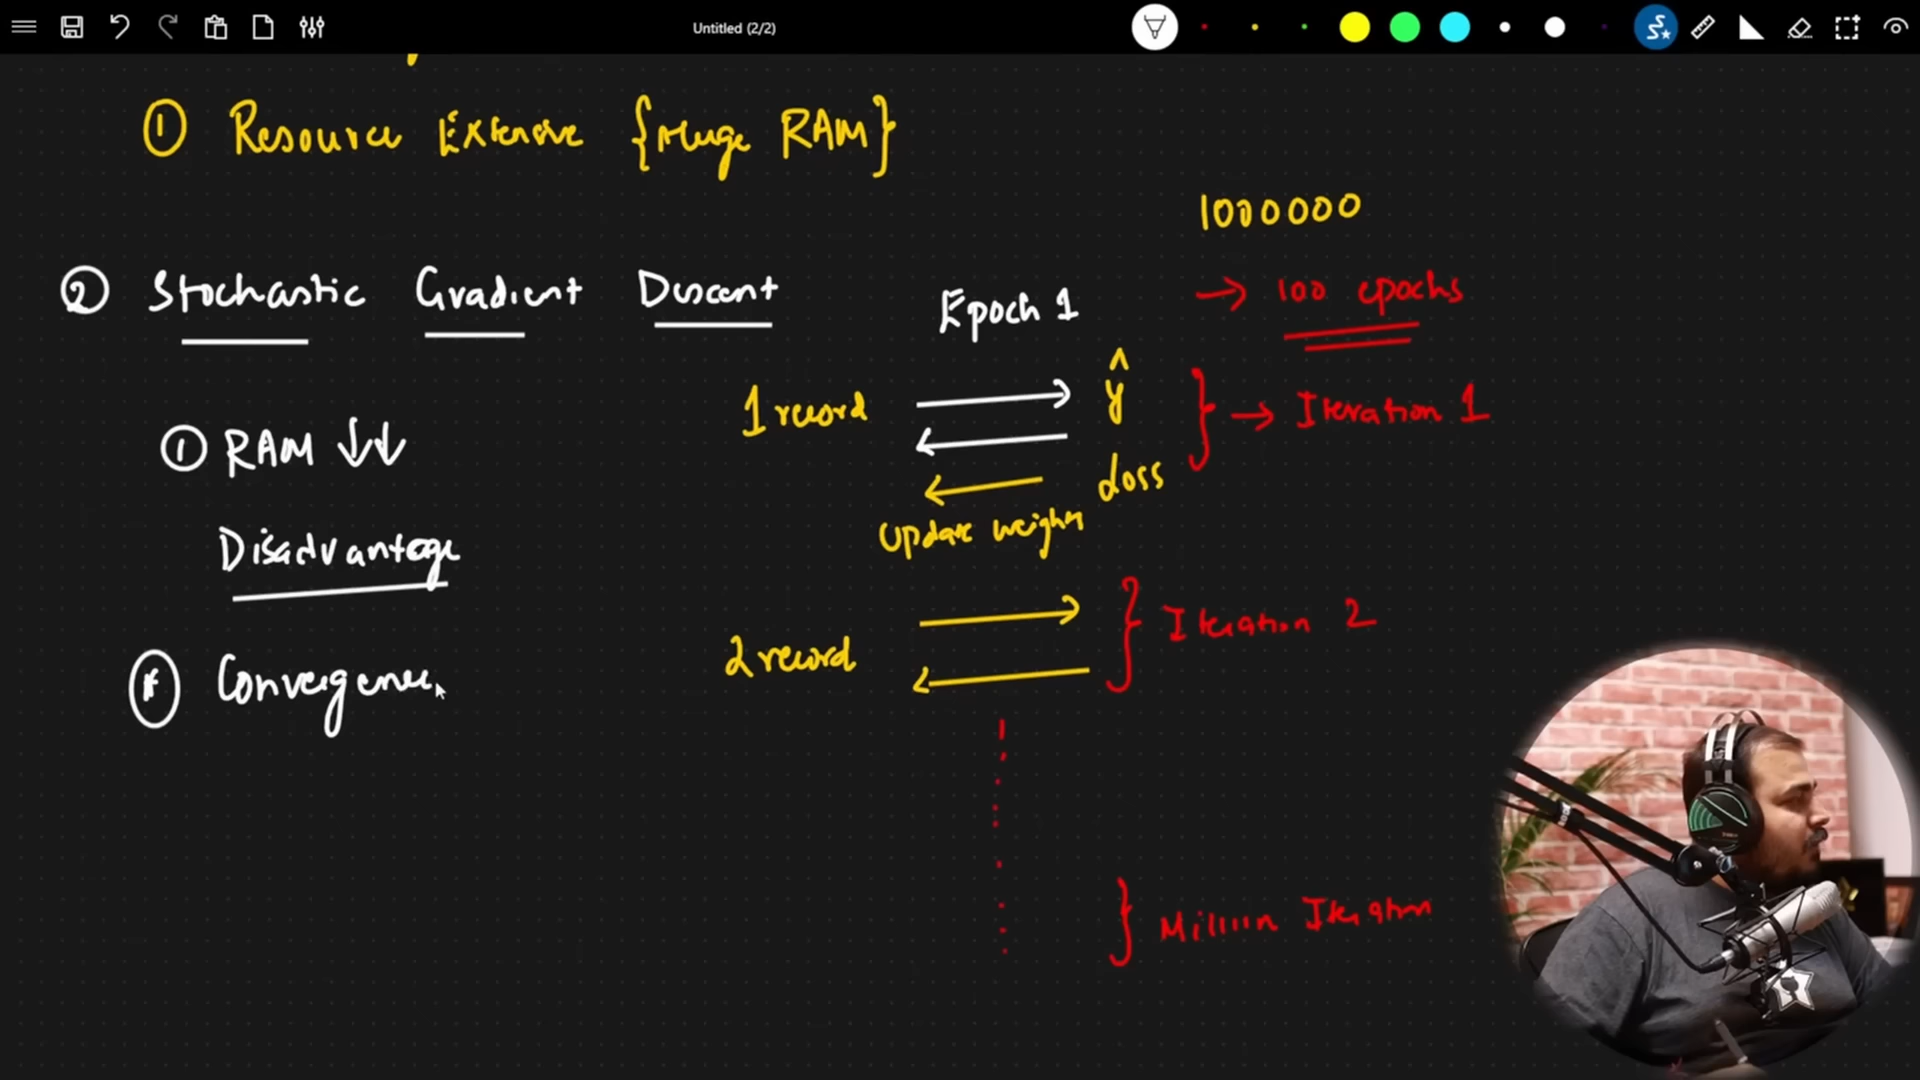 Untitled (2/2)
① Resource Extensive {Huge RAM}
1000000
② Stochastic Gradient Descent
Epoch 1
→ 100 epochs
1 record
ŷ
→ Iteration 1
① RAM ↓↓
Loss
Update weights
Disadvantage
2 record
Iteration 2
Convergence
Million Iteration